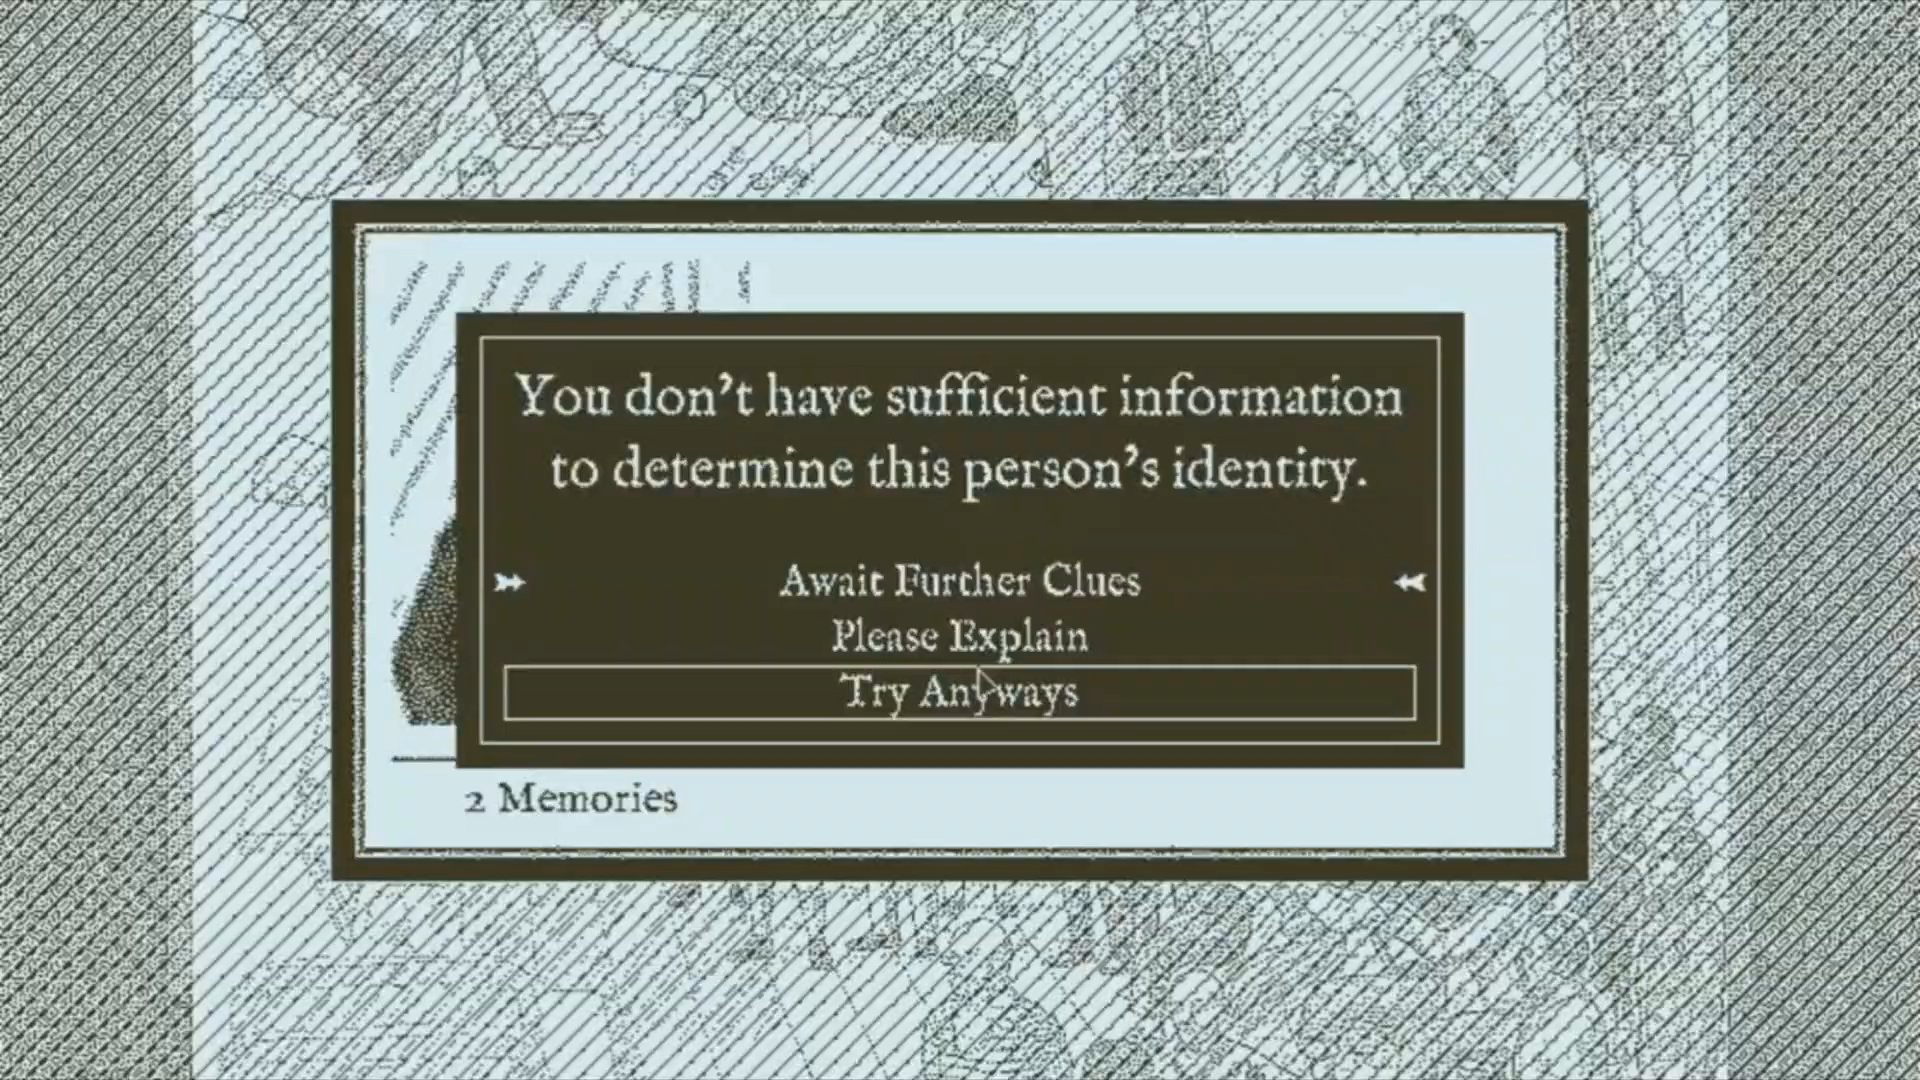 You don't have sufficient information
to determine this person's identity.
Await Further Clues
Please Explain
Try Anyways
2 Memories